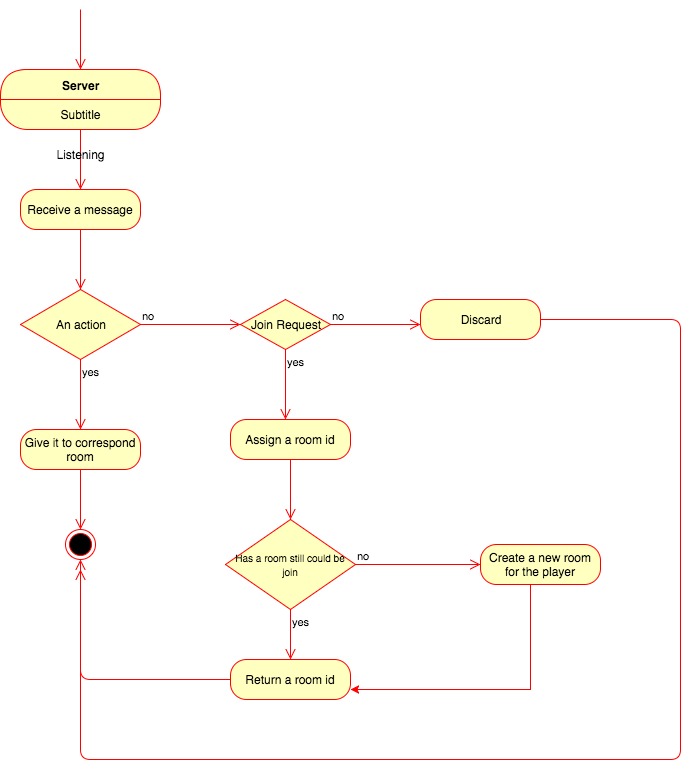 Server
Subtitle
Listening
Receive a message
An action
no
Join Request
no
Discard
yes
yes
Give it to correspond
room
Assign a room id
Has a room still could be
join
no
Create a new room
for the player
yes
Return a room id